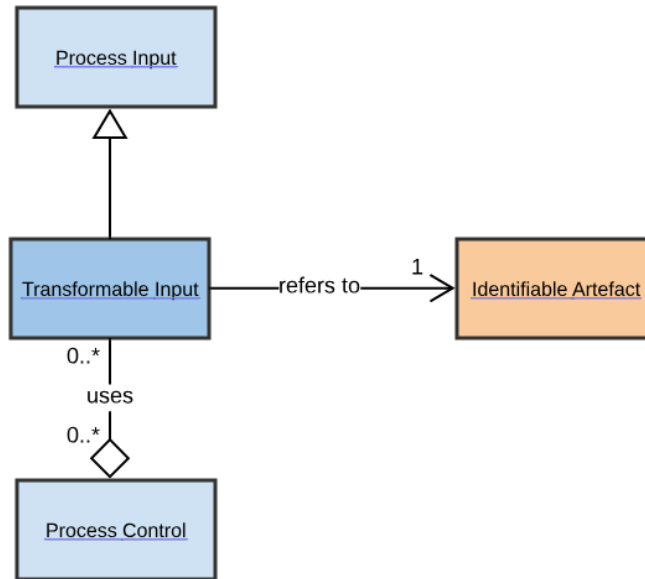 Process Input
Transformable Input
refers to
1
Identifiable Artefact
0..*
uses
0..*
Process Control